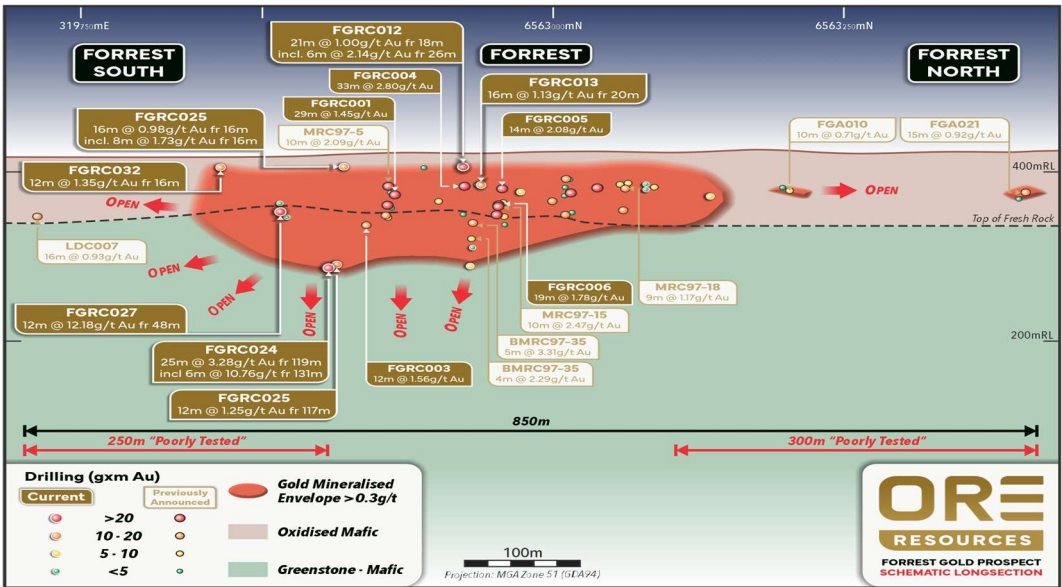 319750mE
6563000mN
6563250mN
FORREST
SOUTH
FORREST
FORREST
NORTH
FGRC012
21m @ 1.00g/t Au fr 18m
incl. 6m @ 2.14g/t Au fr 26m
FGRC004
33m @ 2.80g/t Au
FGRC013
16m @ 1.13g/t Au fr 20m
FGRC001
29m @ 1.45g/t Au
FGRC005
14m @ 2.08g/t Au
FGRC025
16m @ 0.98g/t Au fr 16m
incl. 8m @ 1.73g/t Au fr 16m
MRC97-5
10m @ 2.09g/t Au
FGA010
10m @ 0.71g/t Au
FGA021
15m @ 0.92g/t Au
FGRC032
12m @ 1.35g/t Au fr 16m
400mRL
OPEN
OPEN
Top of Fresh Rock
LDC007
16m @ 0.93g/t Au
OPEN
OPEN
OPEN
OPEN
OPEN
FGRC006
19m @ 1.78g/t Au
MRC97-18
9m @ 1.17g/t Au
FGRC027
12m @ 12.18g/t Au fr 48m
MRC97-15
10m @ 2.47g/t Au
BMRC97-35
5m @ 3.31g/t Au
200mRL
FGRC024
25m @ 3.28g/t Au fr 119m
incl 6m @ 10.76g/t fr 131m
FGRC003
12m @ 1.56g/t Au
BMRC97-35
4m @ 2.29g/t Au
FGRC025
12m @ 1.25g/t Au fr 117m
850m
250m "Poorly Tested"
300m "Poorly Tested"
Drilling (gxm Au)
Current
Previously
Announced
>20
10 - 20
5 - 10
<5
Gold Mineralised
Envelope >0.3g/t
Oxidised Mafic
Greenstone - Mafic
100m
Projection: MGA Zone 51 (GDA94)
ORE
RESOURCES
FORREST GOLD PROSPECT
SCHEMATIC LONGSECTION